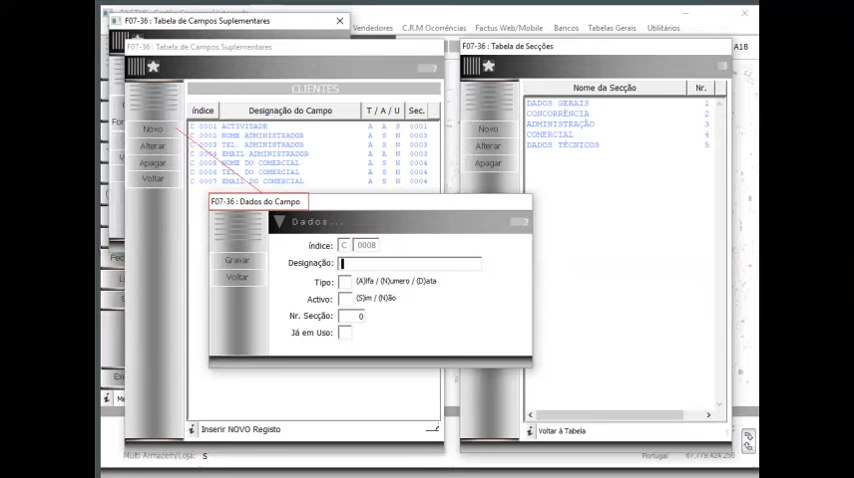 F07-36 : Tabela de Campos Suplementares
Vendedores C.R.M Ocorrências Factus Web/Mobile Bancos Tabelas Gerais Utilitários
F07-36 : Tabela de Campos Suplementares
F07-36 : Tabela de Secções
A18
CLIENTES
índice Designação do Campo T / A / U Sec.
C 0001 ACTIVIDADE A A S 0001
C 0002 NOME ADMINISTRADOR A S N 0003
C 0003 TEL. ADMINISTRADOR A A S 0003
C 0004 EMAIL ADMINISTRADOR A S N 0003
C 0005 NOME DO COMERCIAL A S N 0004
C 0006 TEL. DO COMERCIAL A S N 0004
C 0007 EMAIL DO COMERCIAL A S N 0004
Novo
Alterar
Apagar
Voltar
Nome da Secção Nr.
DADOS GERAIS 1
CONCORRÊNCIA 2
ADMINISTRAÇÃO 3
COMERCIAL 4
DADOS TÉCNICOS 5
Novo
Alterar
Apagar
F07-36 : Dados do Campo
Dados...
Gravar
Voltar
índice: C 0008
Designação:
Tipo: (A)lfa / (N)umero / (D)ata
Activo: (S)im / (N)ão
Nr. Secção: 0
Já em Uso:
Inserir NOVO Registo
Voltar à Tabela
Multi Armazem/Loja: S
Portugal